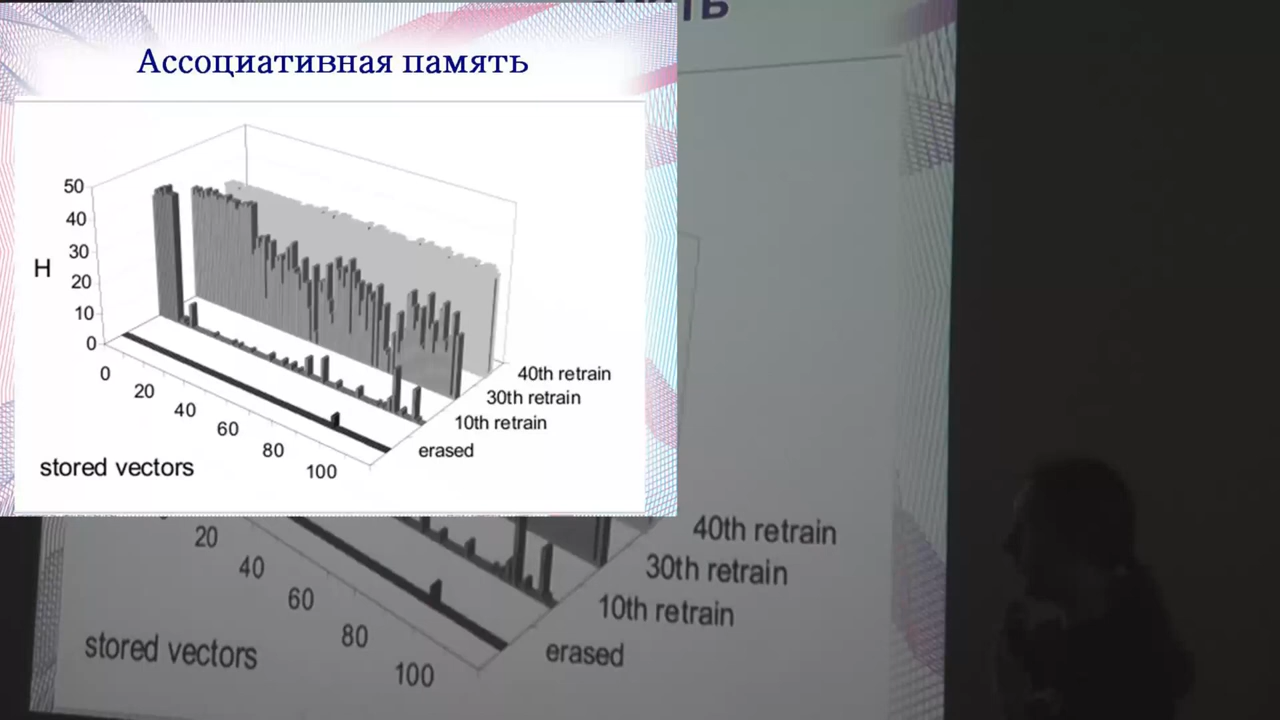 Ассоциативная память
50
40
30
20
10
0
H
0
20
40
60
80
100
stored vectors
40th retrain
30th retrain
10th retrain
erased
20
40
60
80
100
stored vectors
40th retrain
30th retrain
10th retrain
erased